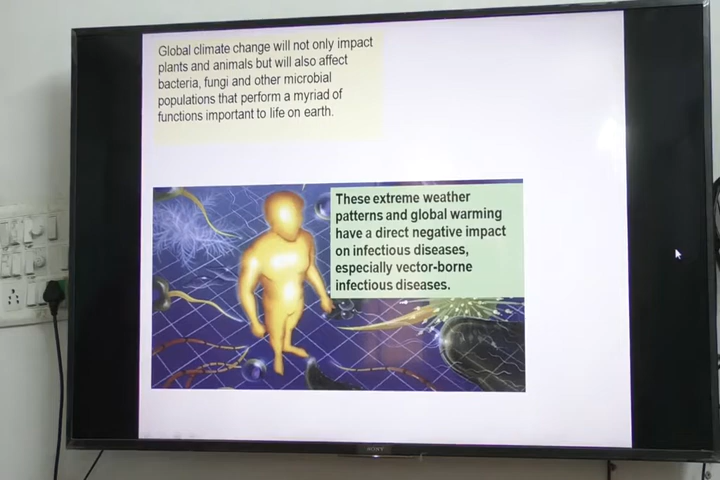 Global climate change will not only impact
plants and animals but will also affect
bacteria, fungi and other microbial
populations that perform a myriad of
functions important to life on earth.
These extreme weather
patterns and global warming
have a direct negative impact
on infectious diseases,
especially vector-borne
infectious diseases.
SONY